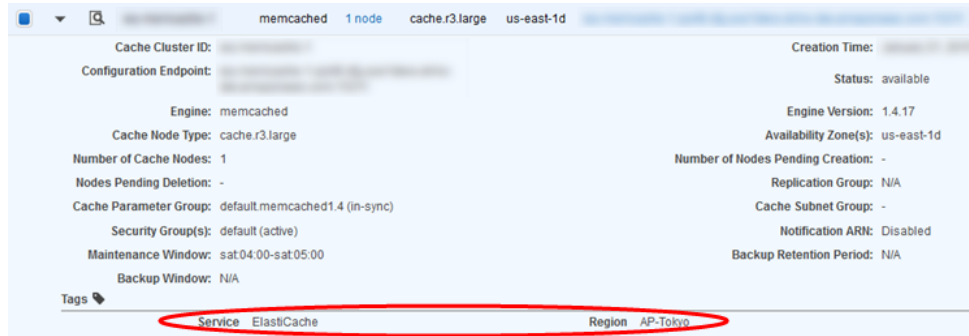 memcached 1 node cache.r3.large us-east-1d
Cache Cluster ID: Creation Time:
Configuration Endpoint: Status: available
Engine: memcached Engine Version: 1.4.17
Cache Node Type: cache.r3.large Availability Zone(s): us-east-1d
Number of Cache Nodes: 1 Number of Nodes Pending Creation: -
Nodes Pending Deletion: - Replication Group: N/A
Cache Parameter Group: default.memcached1.4 (in-sync) Cache Subnet Group: -
Security Group(s): default (active) Notification ARN: Disabled
Maintenance Window: sat:04:00-sat:05:00 Backup Retention Period: N/A
Backup Window: N/A
Tags
Service ElastiCache Region AP-Tokyo